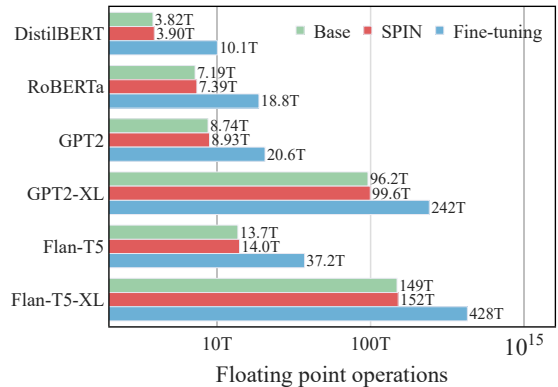 Base SPIN Fine-tuning
DistilBERT
3.82T
3.90T
10.1T
RoBERTa
7.19T
7.39T
18.8T
GPT2
8.74T
8.93T
20.6T
GPT2-XL
96.2T
99.6T
242T
Flan-T5
13.7T
14.0T
37.2T
Flan-T5-XL
149T
152T
428T
10T 100T 10¹⁵
Floating point operations